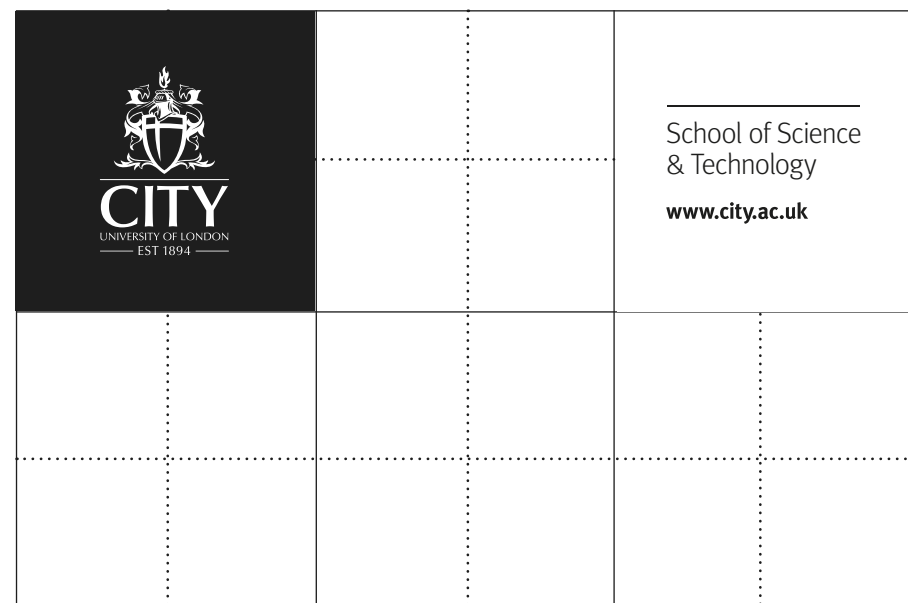 CITY
UNIVERSITY OF LONDON
EST 1894
School of Science
& Technology
www.city.ac.uk